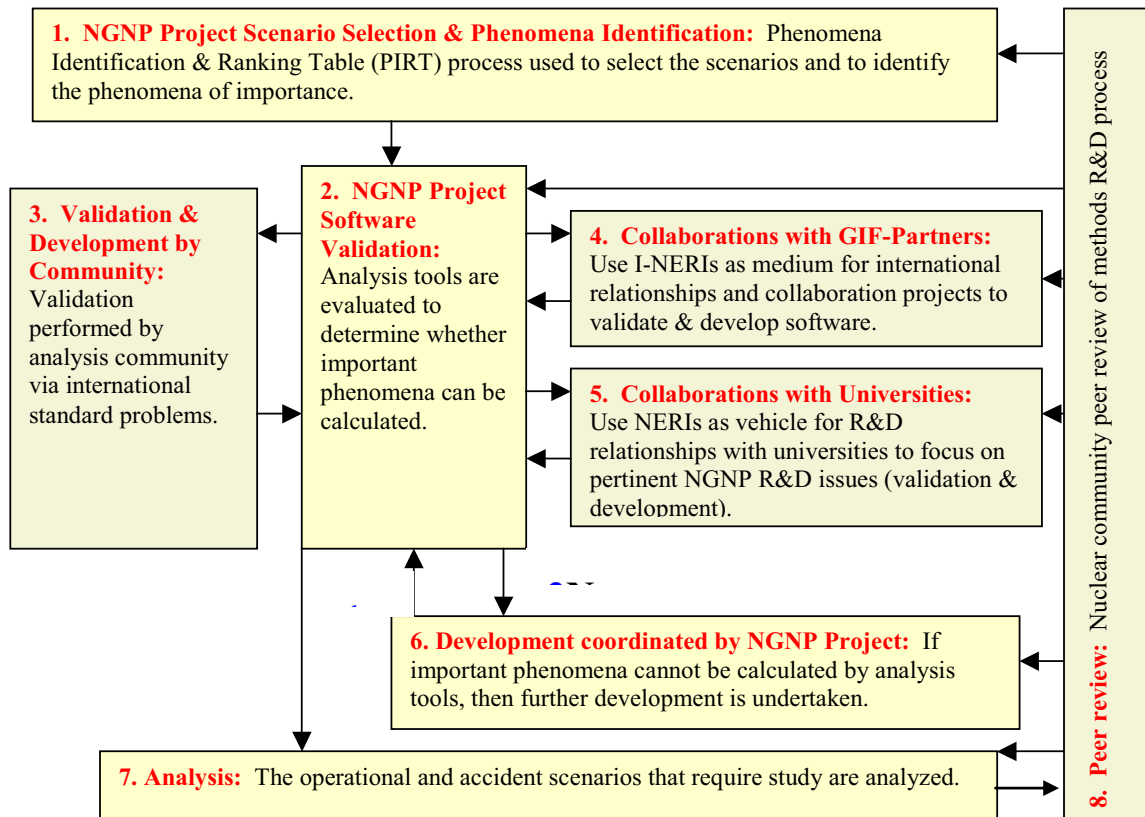 1. NGNP Project Scenario Selection & Phenomena Identification: Phenomena
Identification & Ranking Table (PIRT) process used to select the scenarios and to identify
the phenomena of importance.
2. NGNP Project
Software
Validation:
Analysis tools are
evaluated to
determine whether
important
phenomena can be
calculated.
3. Validation &
Development by
Community:
Validation
performed by
analysis community
via international
standard problems.
4. Collaborations with GIF-Partners:
Use I-NERIs as medium for international
relationships and collaboration projects to
validate & develop software.
5. Collaborations with Universities:
Use NERIs as vehicle for R&D
relationships with universities to focus on
pertinent NGNP R&D issues (validation &
development).
6. Development coordinated by NGNP Project: If
important phenomena cannot be calculated by analysis
tools, then further development is undertaken.
7. Analysis: The operational and accident scenarios that require study are analyzed.
8. Peer review: Nuclear community peer review of methods R&D process